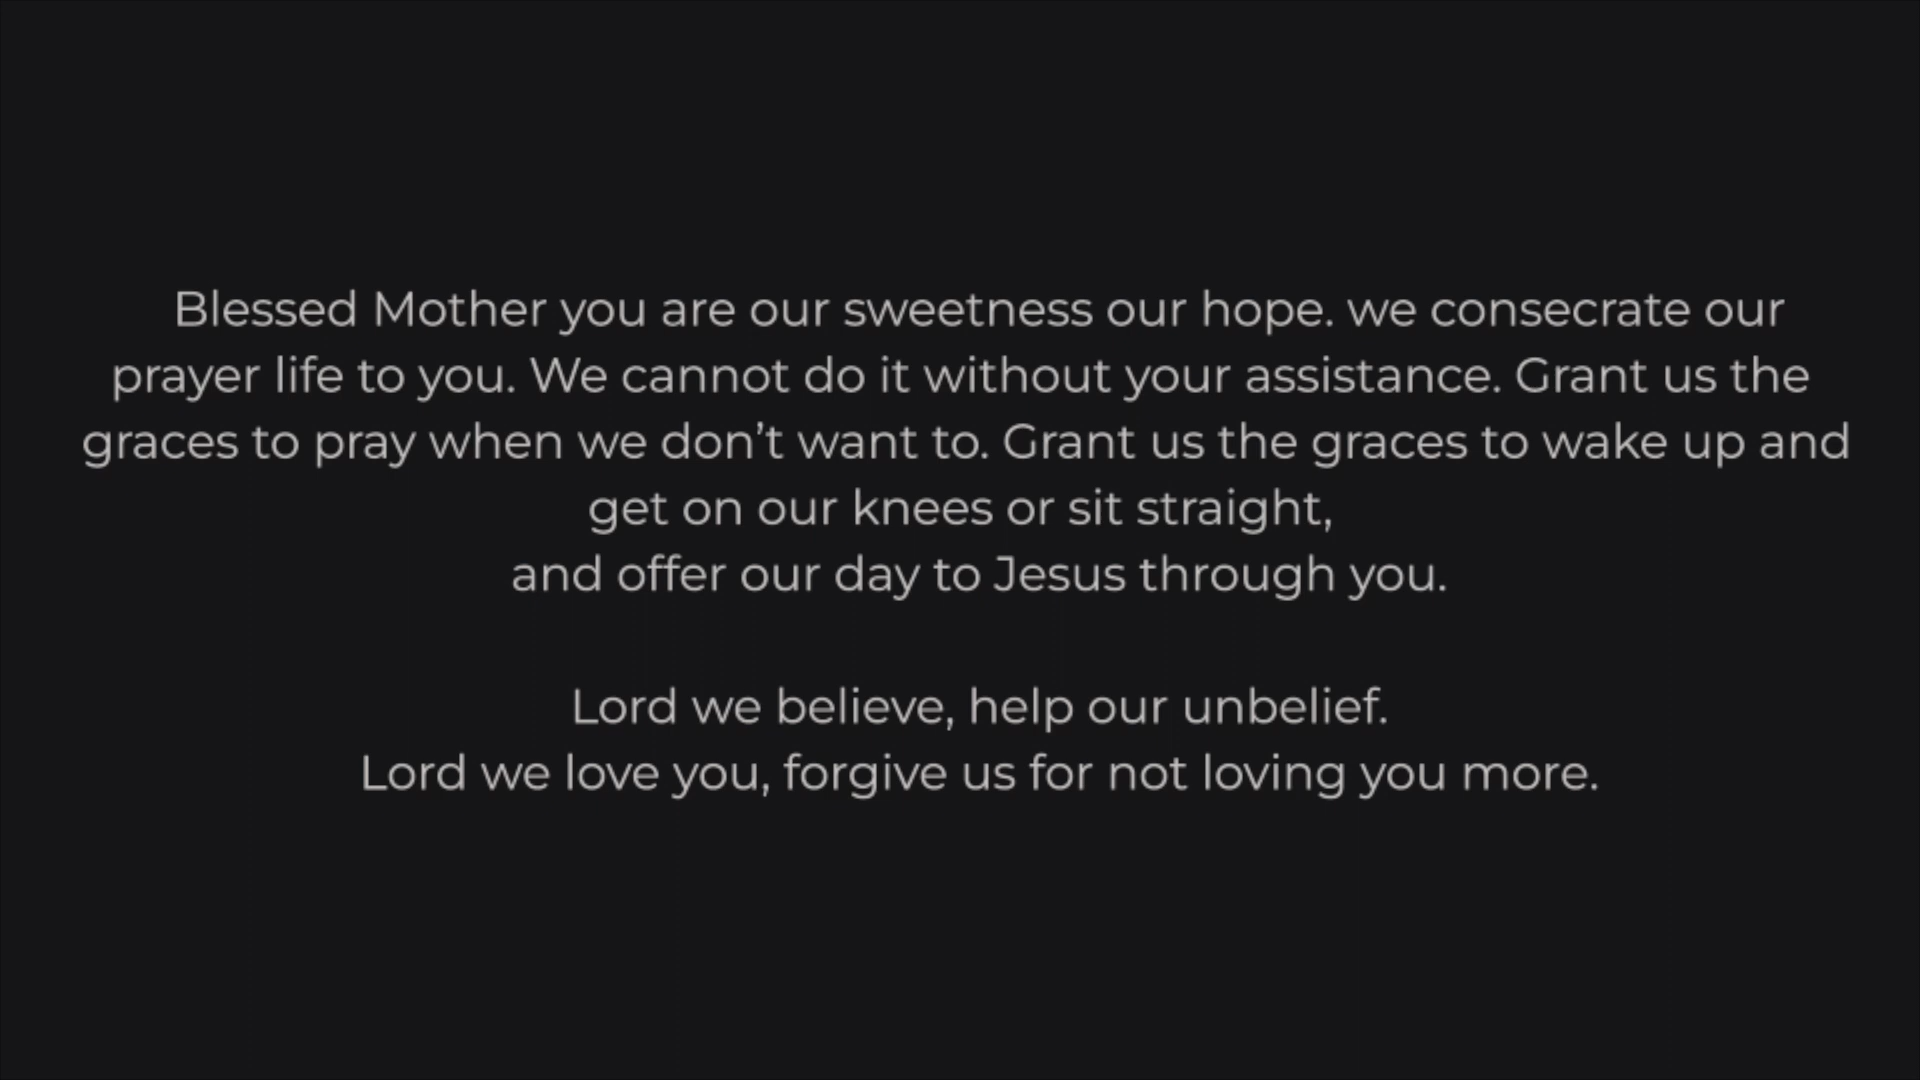 Blessed Mother you are our sweetness our hope. we consecrate our
prayer life to you. We cannot do it without your assistance. Grant us the
graces to pray when we don’t want to. Grant us the graces to wake up and
get on our knees or sit straight,
and offer our day to Jesus through you.
Lord we believe, help our unbelief.
Lord we love you, forgive us for not loving you more.